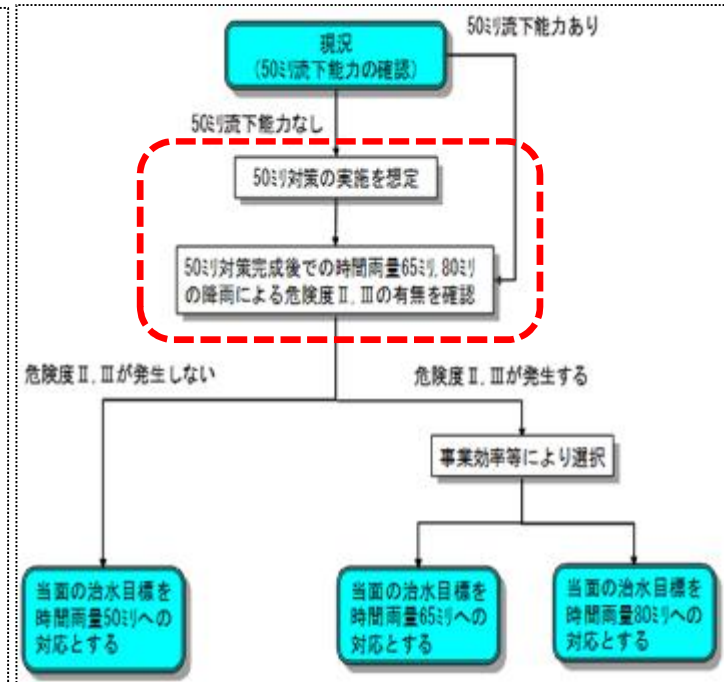 50ミリ流下能力あり
現況
(50ミリ流下能力の確認)
50ミリ流下能力なし
50ミリ対策の実施を想定
50ミリ対策完成後での時間雨量65ミリ,80ミリ
の降雨による危険度Ⅱ,Ⅲの有無を確認
危険度Ⅱ,Ⅲが発生しない
危険度Ⅱ,Ⅲが発生する
事業効率等により選択
当面の治水目標を
時間雨量50ミリへの
対応とする
当面の治水目標を
時間雨量65ミリへの
対応とする
当面の治水目標を
時間雨量80ミリへの
対応とする